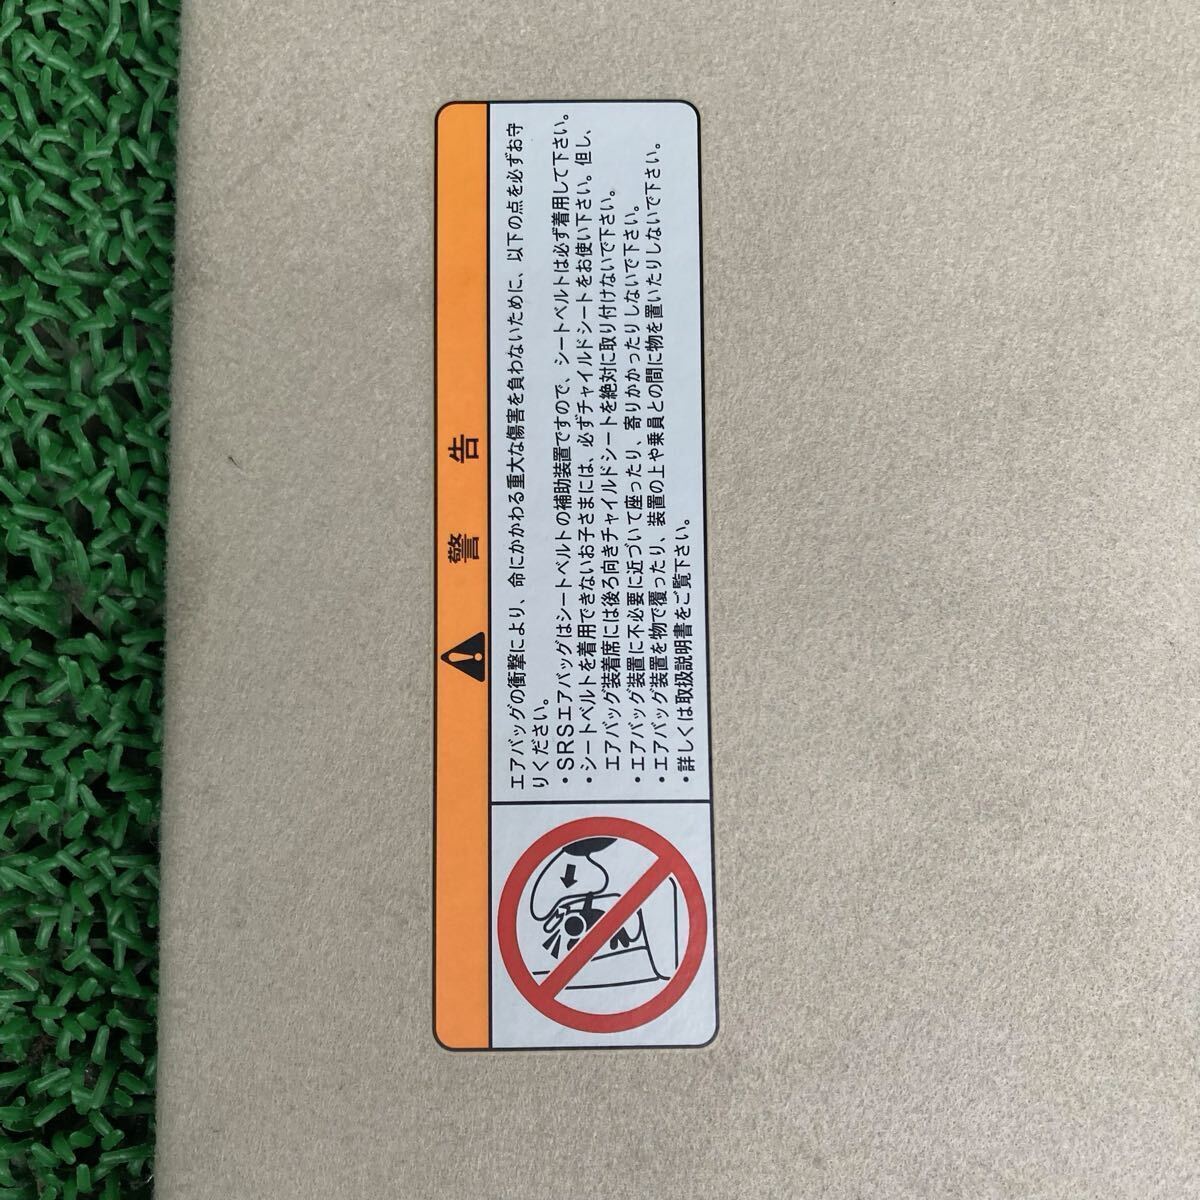 警告
エアバッグの衝撃により、命にかかわる重大な傷害を負わないために、以下の点を必ずお守
りください。
・SRSエアバッグはシートベルトの補助装置ですので、シートベルトは必ず着用して下さい。
・シートベルトを着用できないお子さまには、必ずチャイルドシートをお使い下さい。但し、
エアバッグ装着席には後ろ向きチャイルドシートを絶対に取り付けないで下さい。
・エアバッグ装置に不必要に近づいて座ったり、寄りかかったりしないで下さい。
・エアバッグ装置を物で覆ったり、装置の上や乗員との間に物を置いたりしないで下さい。
・詳しくは取扱説明書をご覧下さい。